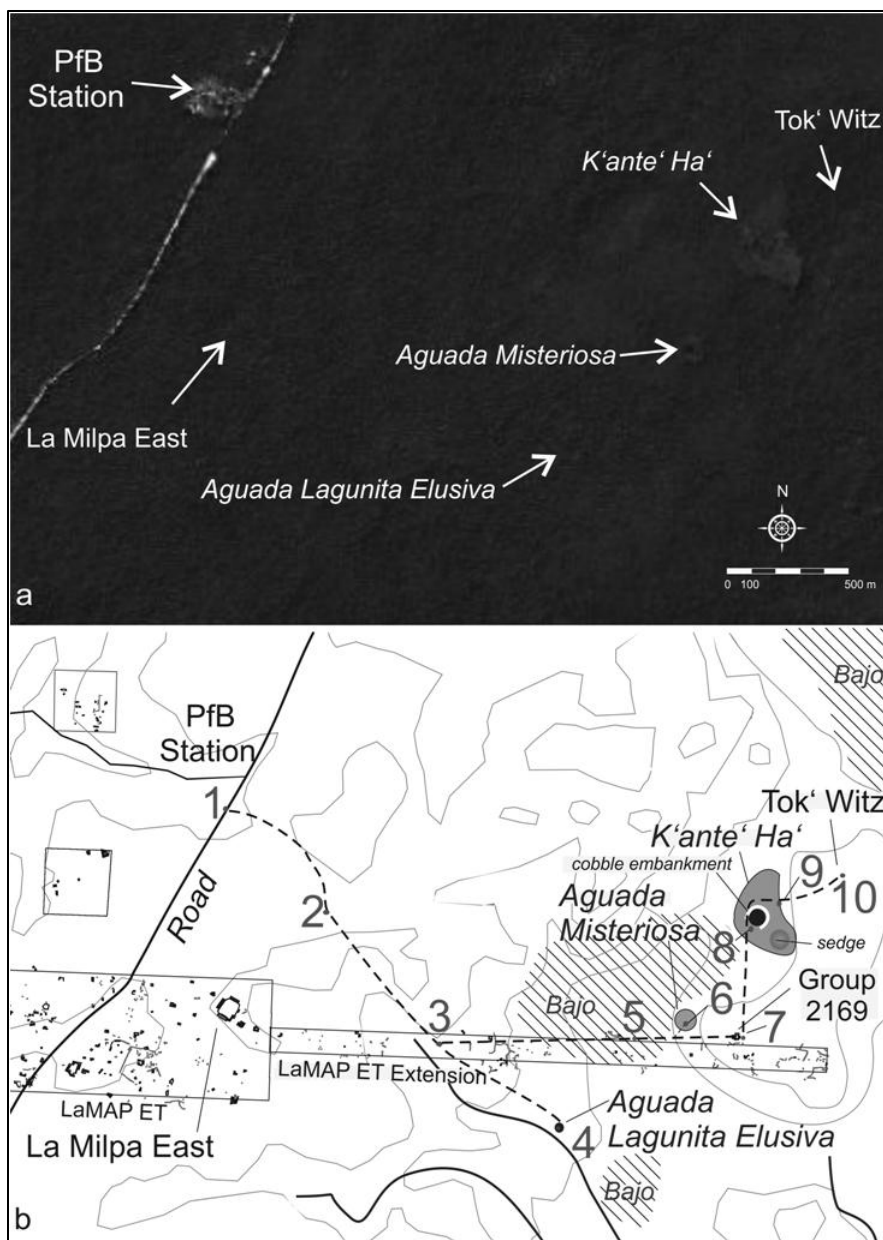 PfB
Station
Tok‘ Witz
K‘ante‘ Ha‘
Aguada Misteriosa
La Milpa East
Aguada Lagunita Elusiva
N
0 100 500 m
a
Bajo
PfB
Station
1
Tok‘ Witz
K‘ante‘ Ha‘
cobble embankment
9
10
Aguada
Misteriosa
2
Road
8
sedge
Group
2169
Bajo
6
3
5
7
LaMAP ET Extension
LaMAP ET
La Milpa East
Aguada
Lagunita Elusiva
4
Bajo
b